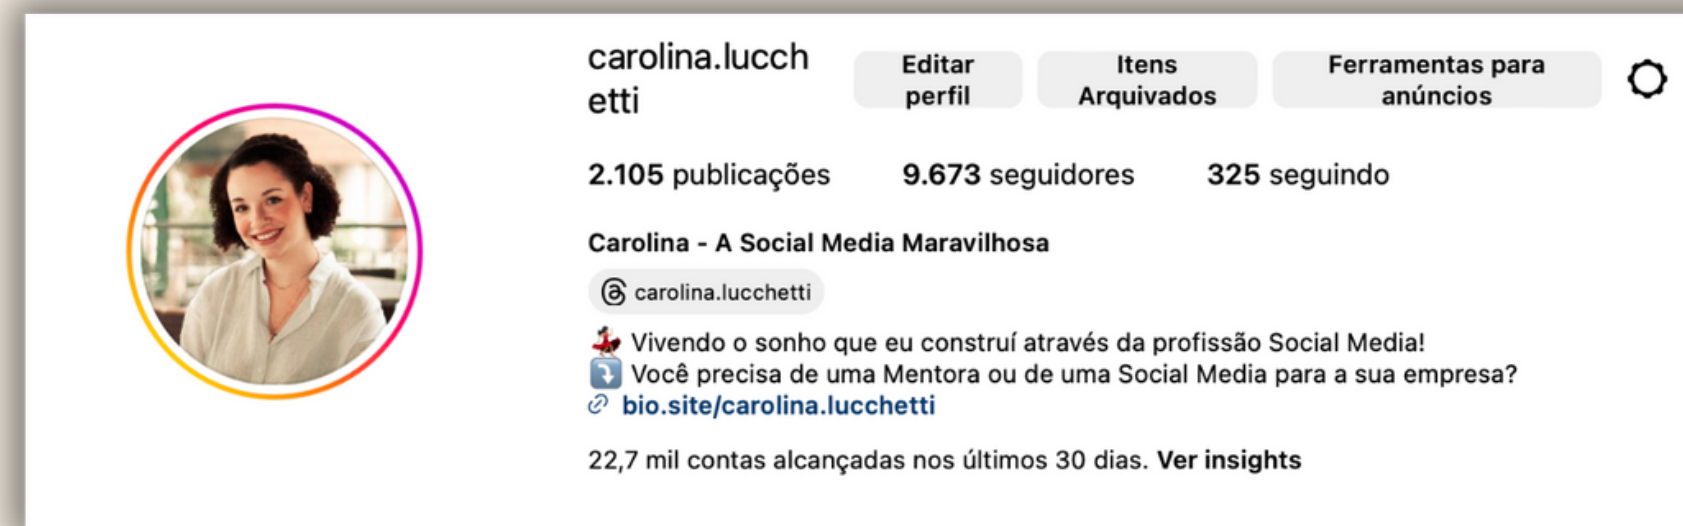 carolina.lucch
etti
Editar
perfil
Itens
Arquivados
Ferramentas para
anúncios
2.105 publicações 9.673 seguidores 325 seguindo
Carolina - A Social Media Maravilhosa
carolina.lucchetti
💃 Vivendo o sonho que eu construí através da profissão Social Media!
⤵️ Você precisa de uma Mentora ou de uma Social Media para a sua empresa?
bio.site/carolina.lucchetti
22,7 mil contas alcançadas nos últimos 30 dias. Ver insights